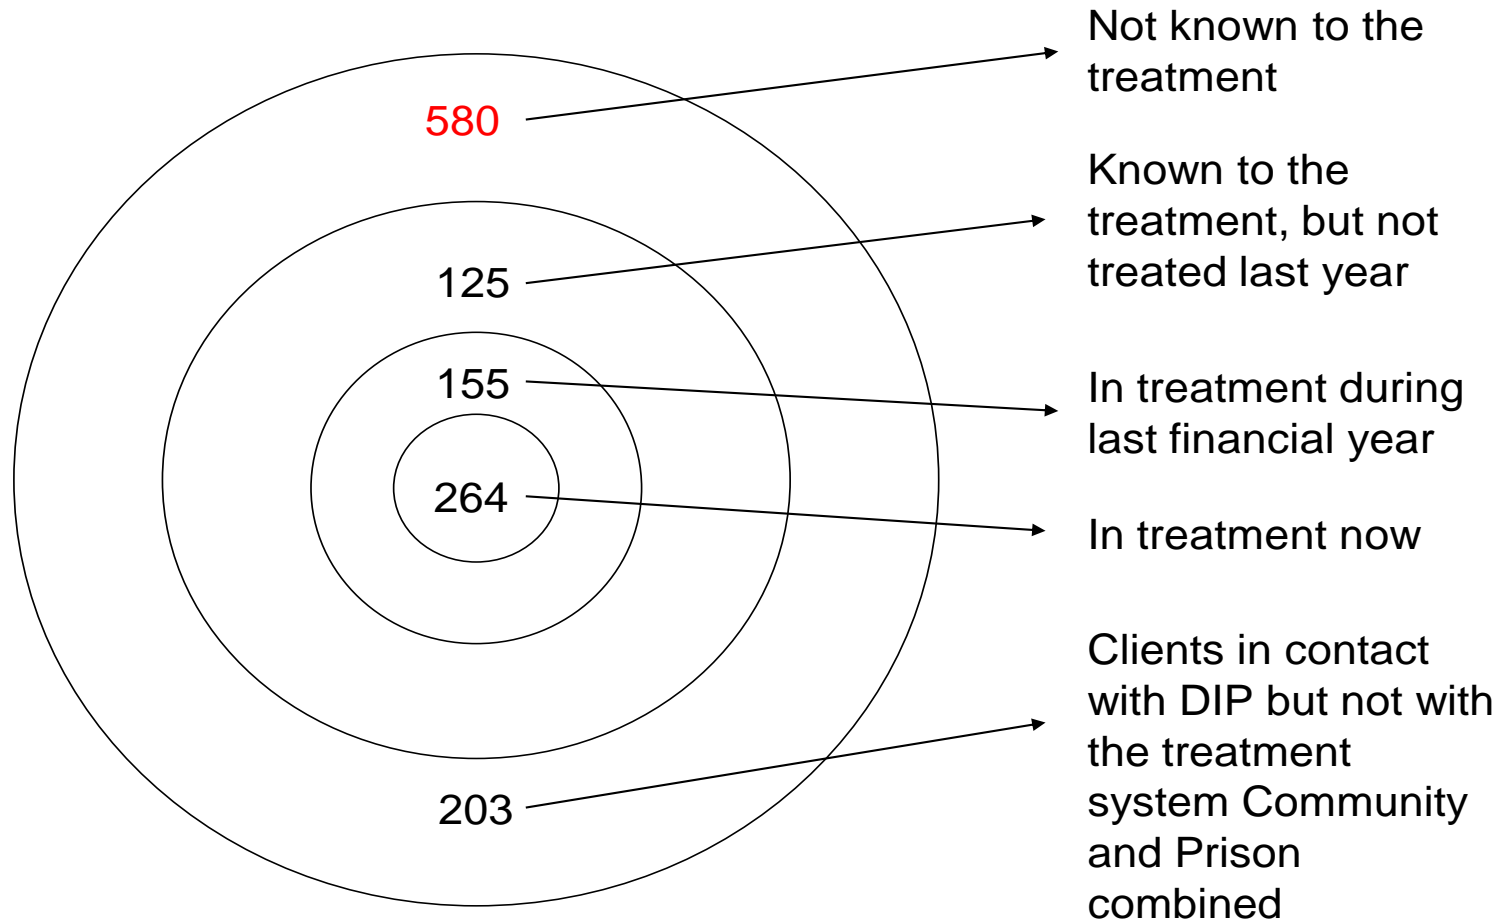 Not known to the
treatment
580
Known to the
treatment, but not
treated last year
125
155
In treatment during
last financial year
264
In treatment now
Clients in contact
with DIP but not with
the treatment
system Community
and Prison
combined
203